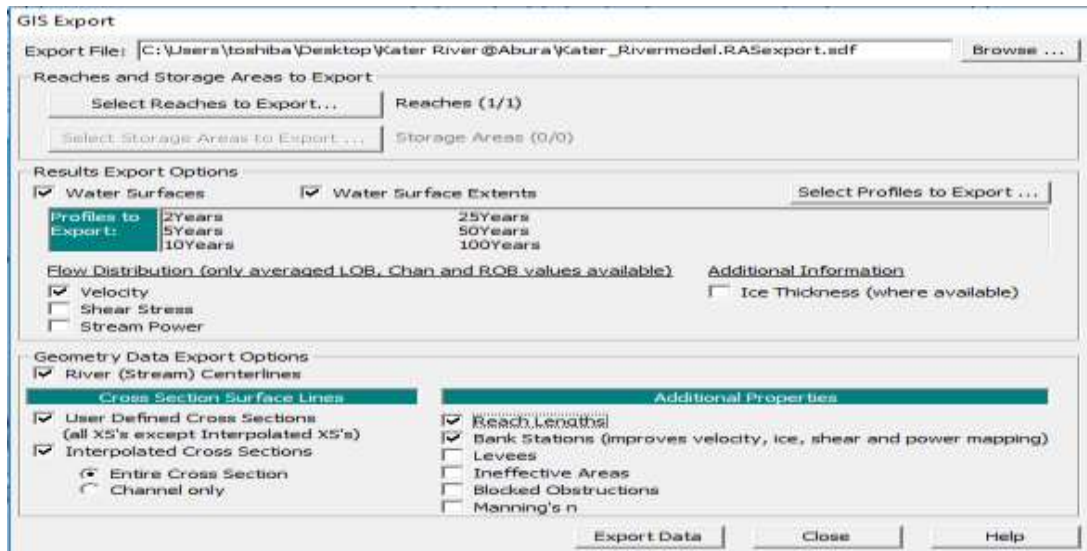 GIS Export
Export File: C:\Users\toshiba\Desktop\Kater River@Abura\Kater_Rivermodel.RASexport.sdf Browse ...
Reaches and Storage Areas to Export
Select Reaches to Export... Reaches (1/1)
Select Storage Areas to Export ... Storage Areas (0/0)
Results Export Options
Water Surfaces Water Surface Extents Select Profiles to Export ...
Profiles to Export: 2Years 25Years
5Years 50Years
10Years 100Years
Flow Distribution (only averaged LOB, Chan and ROB values available) Additional Information
Velocity Ice Thickness (where available)
Shear Stress
Stream Power
Geometry Data Export Options
River (Stream) Centerlines
Cross Section Surface Lines Additional Properties
User Defined Cross Sections Reach Lengths
(all XS's except Interpolated XS's) Bank Stations (improves velocity, ice, shear and power mapping)
Interpolated Cross Sections Levees
Entire Cross Section Ineffective Areas
Channel only Blocked Obstructions
Manning's n
Export Data Close Help